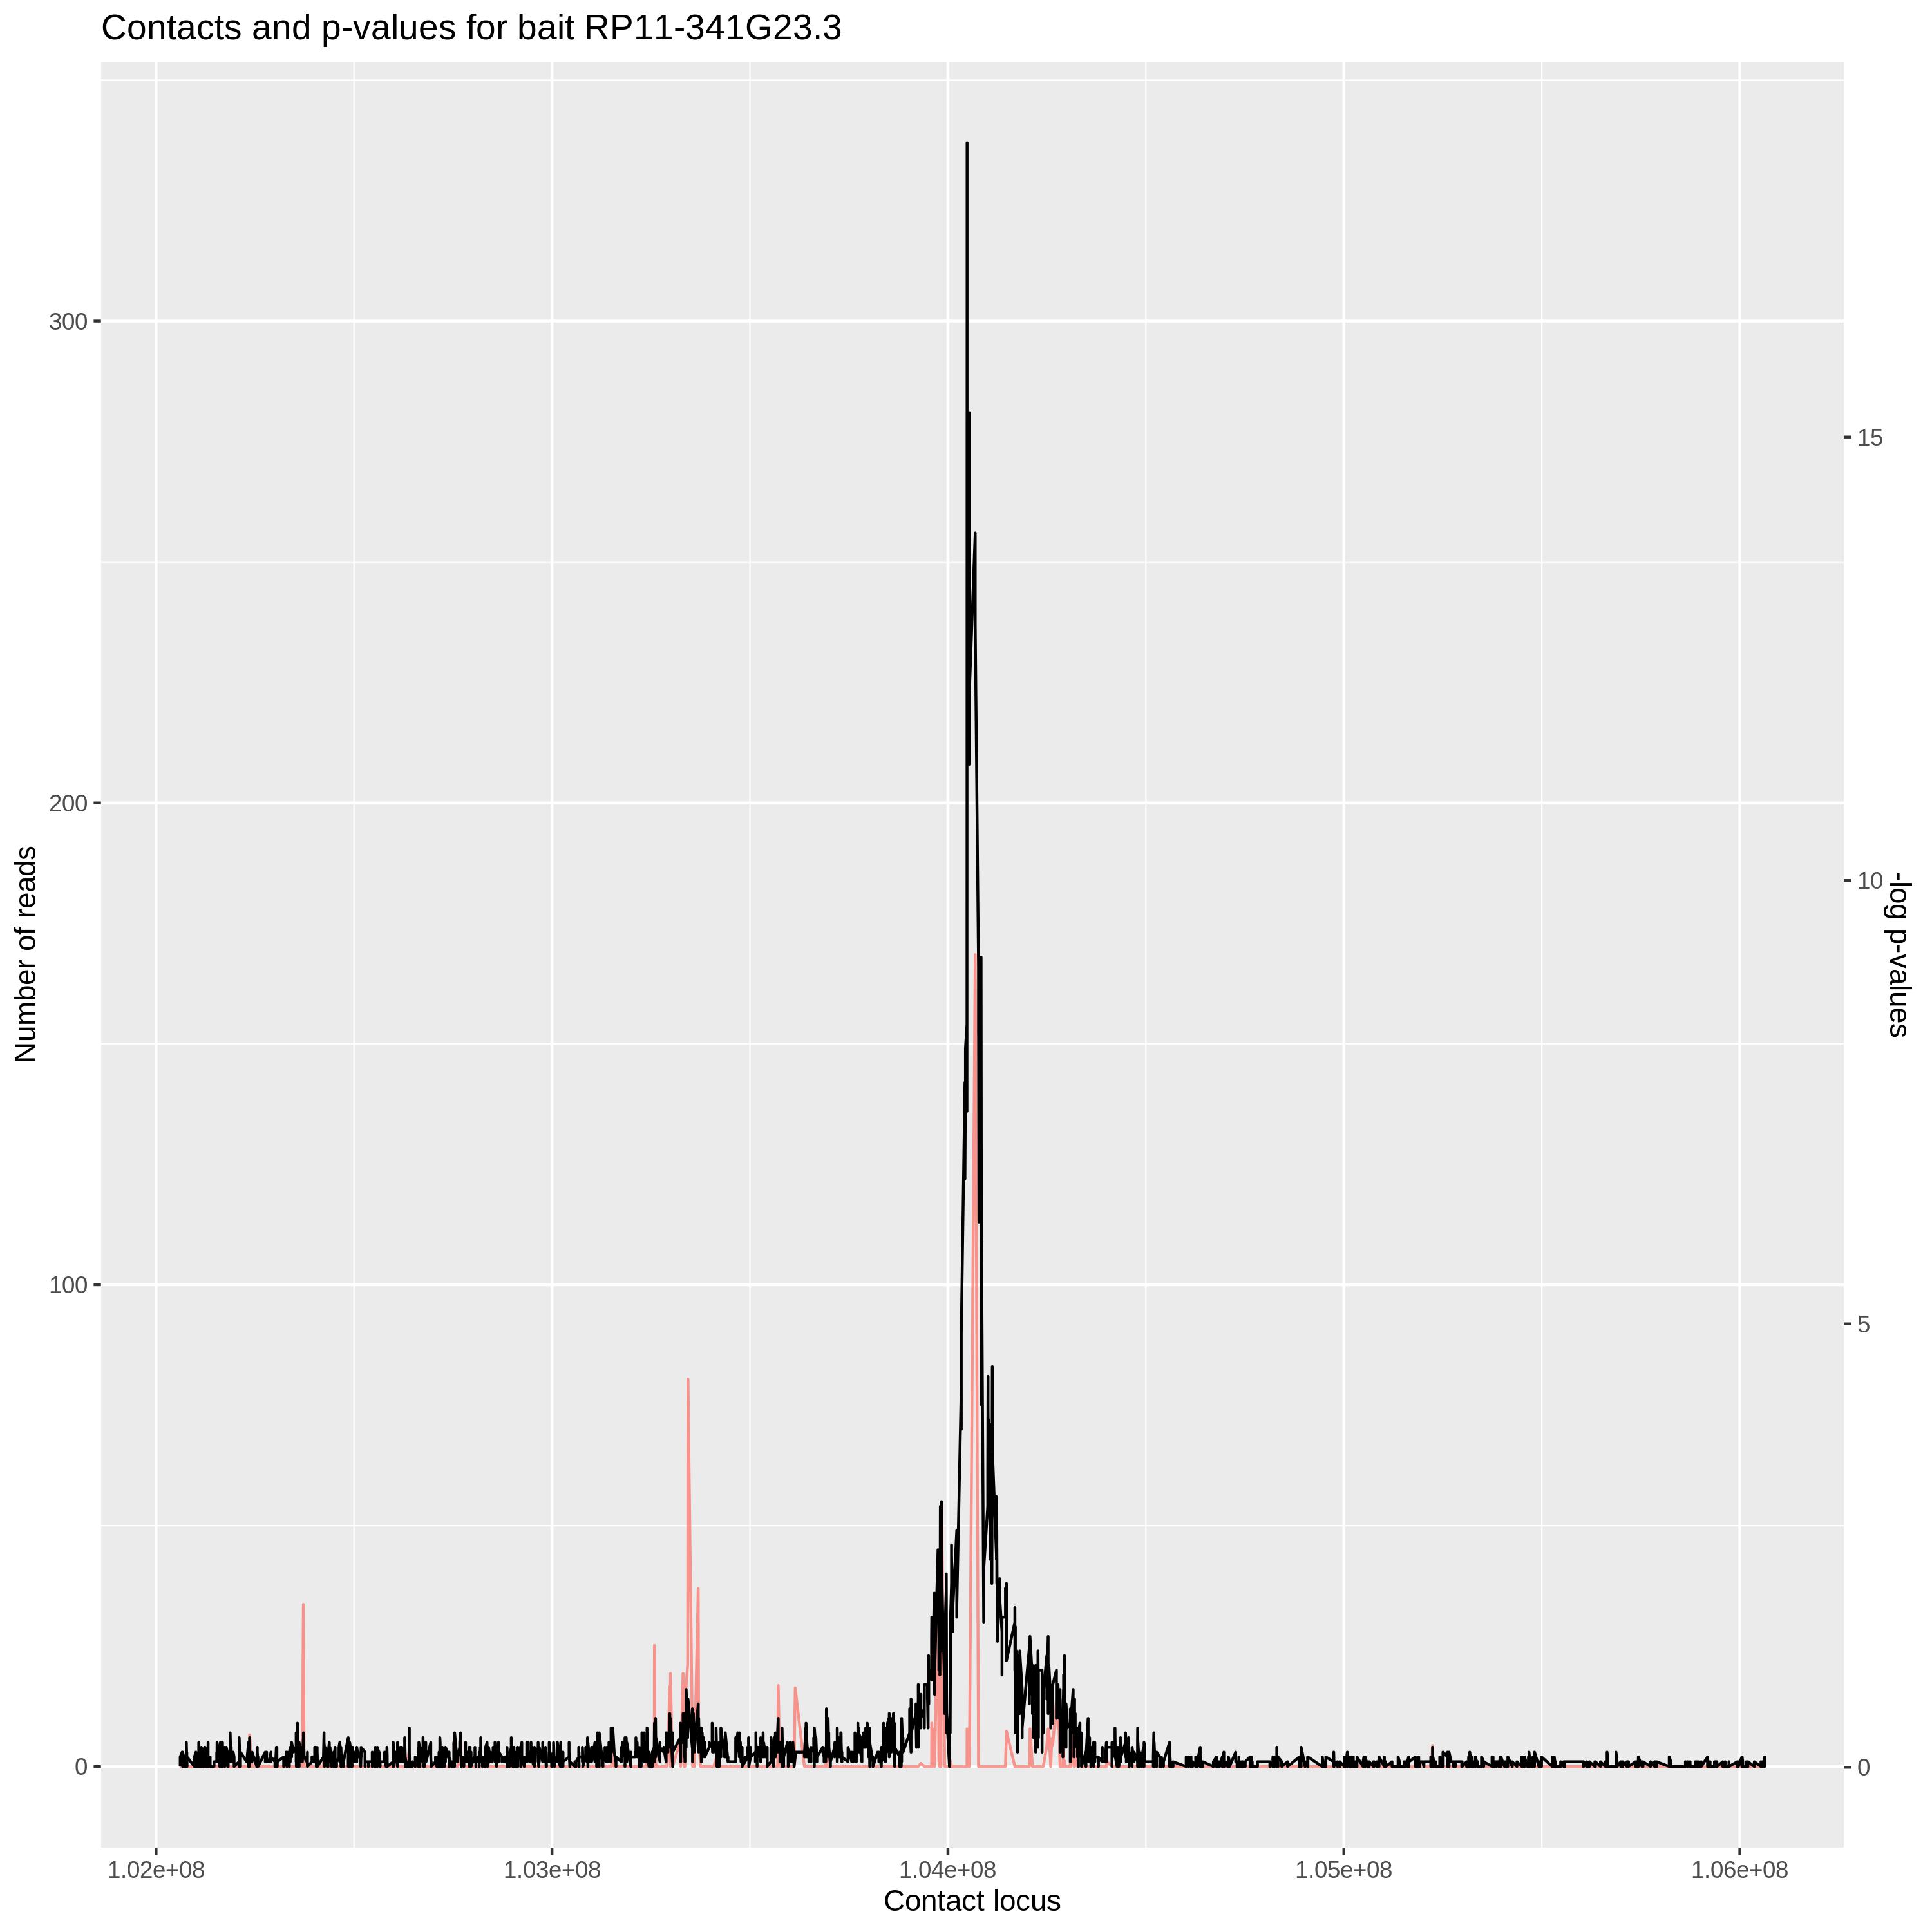 Contacts and p-values for bait RP11-341G23.3
300
200
100
0
Number of reads
15
10
5
0
-log p-values
1.02e+08 1.03e+08 1.04e+08 1.05e+08 1.06e+08
Contact locus